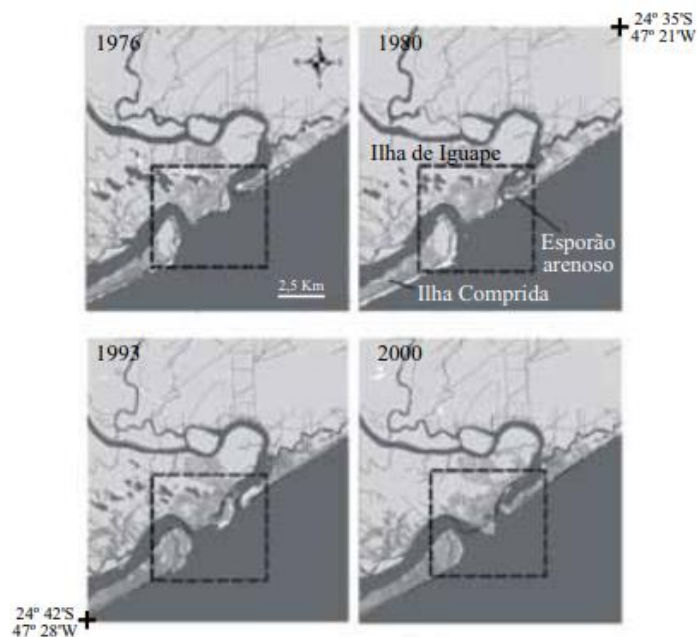 1976
1980
24° 35'S
47° 21'W
Ilha de Iguape
Esporão
arenoso
2,5 Km
Ilha Comprida
1993
2000
24° 42'S
47° 28'W